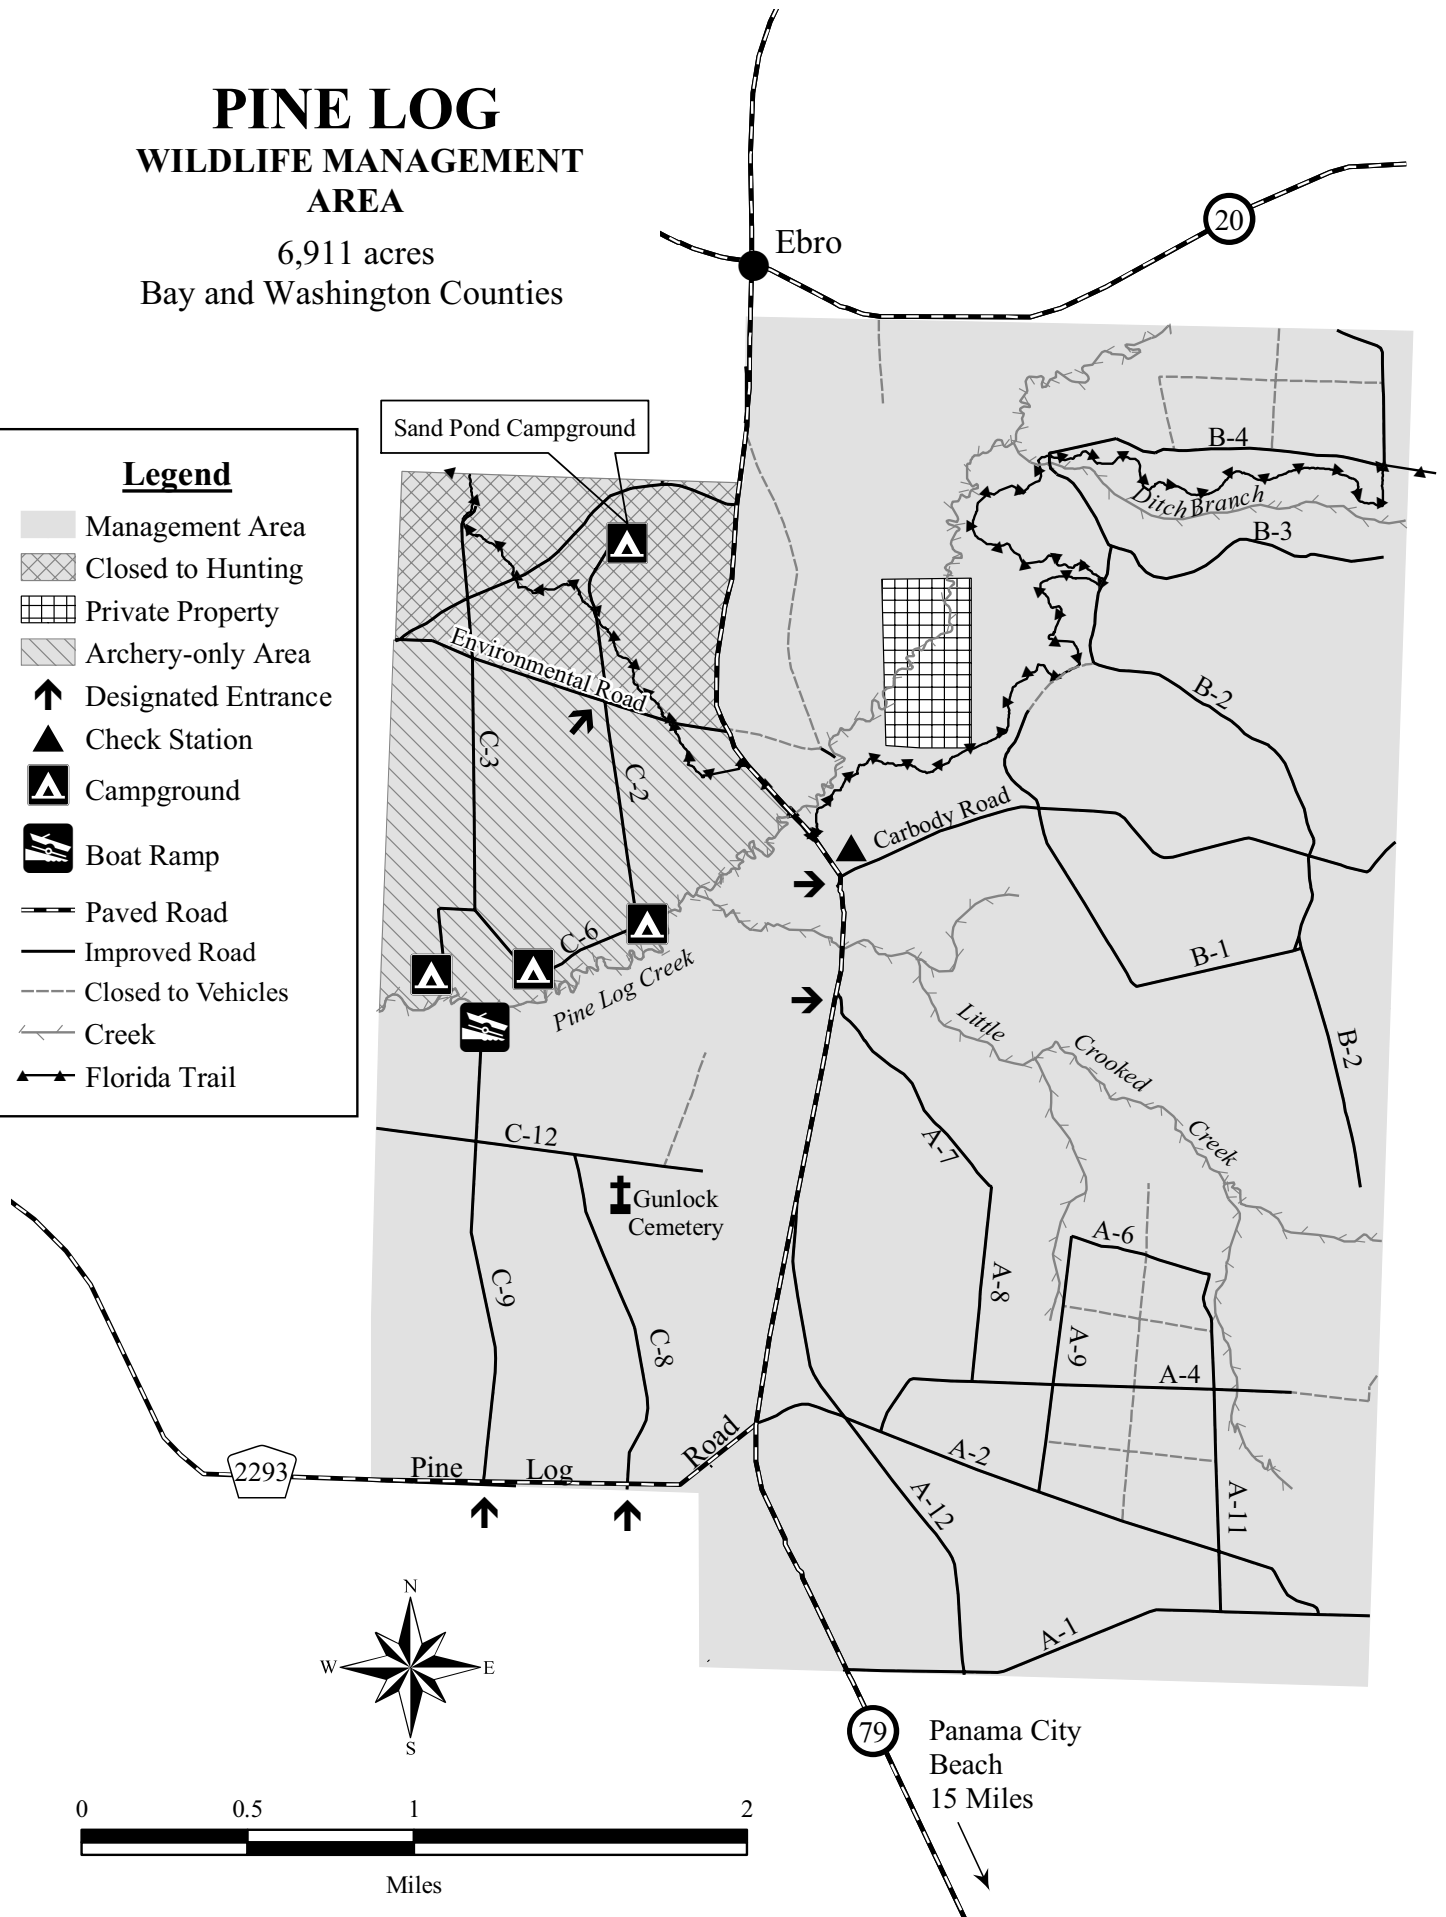 PINE LOG
WILDLIFE MANAGEMENT
AREA
6,911 acres
Bay and Washington Counties
Ebro
20
Sand Pond Campground
Legend
Management Area
Closed to Hunting
Private Property
Archery-only Area
Designated Entrance
Check Station
Campground
Boat Ramp
Paved Road
Improved Road
Closed to Vehicles
Creek
Florida Trail
B-4
Ditch Branch
B-3
Environmental Road
B-2
C-3
C-2
Carbody Road
C-6
Pine Log Creek
B-1
Little
Crooked
Creek
B-2
C-12
A-7
Gunlock
Cemetery
A-6
C-9
A-8
C-8
A-9
A-4
2293
Pine
Log
Road
A-2
A-12
A-11
A-1
N
W
E
S
79
Panama City
Beach
15 Miles
0
0.5
1
2
Miles